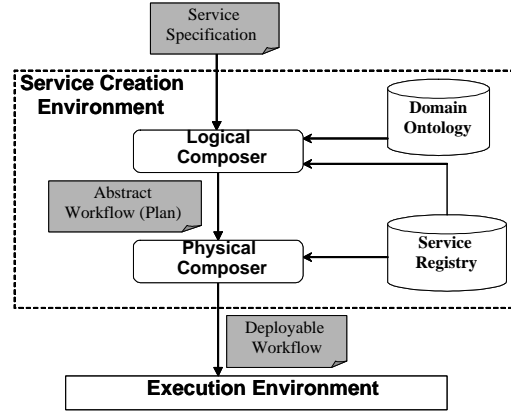 Service
Specification
Service Creation
Environment
Domain
Ontology
Logical
Composer
Abstract
Workflow (Plan)
Physical
Composer
Service
Registry
Deployable
Workflow
Execution Environment